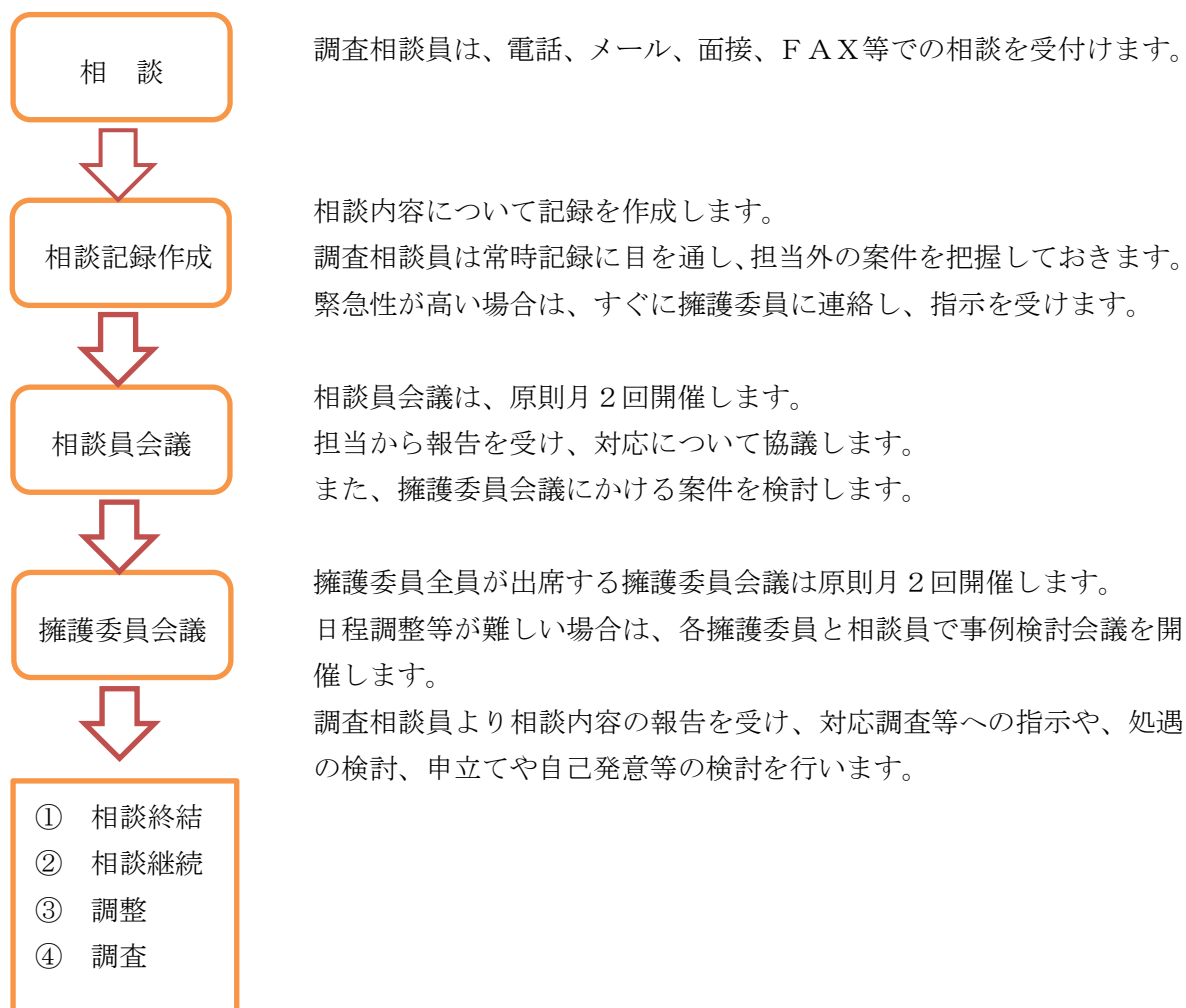 相　談
調査相談員は、電話、メール、面接、ＦＡＸ等での相談を受付けます。
相談記録作成
相談内容について記録を作成します。
調査相談員は常時記録に目を通し、担当外の案件を把握しておきます。
緊急性が高い場合は、すぐに擁護委員に連絡し、指示を受けます。
相談員会議
相談員会議は、原則月２回開催します。
担当から報告を受け、対応について協議します。
また、擁護委員会議にかける案件を検討します。
擁護委員会議
擁護委員全員が出席する擁護委員会議は原則月２回開催します。
日程調整等が難しい場合は、各擁護委員と相談員で事例検討会議を開
催します。
調査相談員より相談内容の報告を受け、対応調査等への指示や、処遇
の検討、申立てや自己発意等の検討を行います。
①　相談終結
②　相談継続
③　調整
④　調査